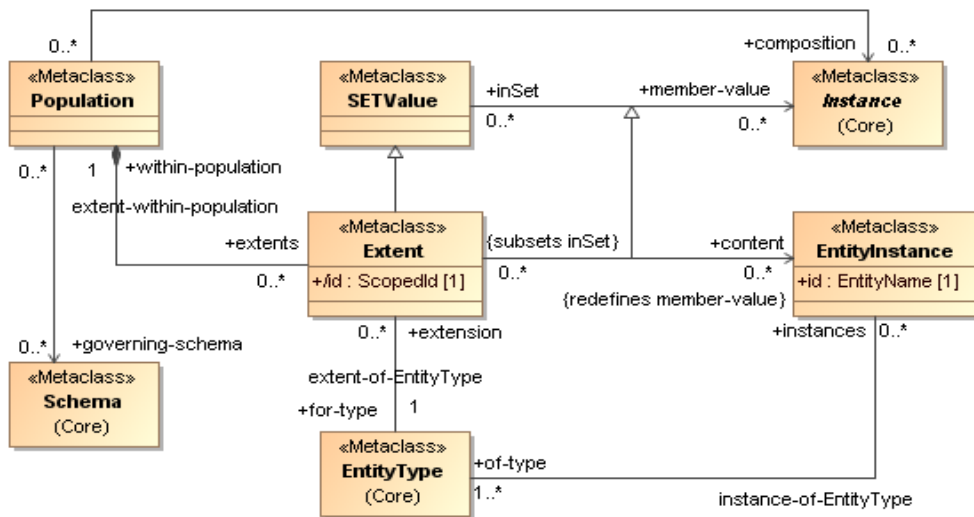 0..*
+composition
0..*
«Metaclass»
Population
«Metaclass»
SETValue
+inSet
0..*
+member-value
0..*
«Metaclass»
Instance
(Core)
0..*
1
+within-population
extent-within-population
+extents
0..*
«Metaclass»
Extent
+/id : ScopedId [1]
{subsets inSet}
0..*
+content
0..*
{redefines member-value}
«Metaclass»
EntityInstance
+id : EntityName [1]
0..*
+governing-schema
«Metaclass»
Schema
(Core)
0..*
+extension
extent-of-EntityType
+for-type
1
+instances
0..*
«Metaclass»
EntityType
(Core)
+of-type
1..*
instance-of-EntityType